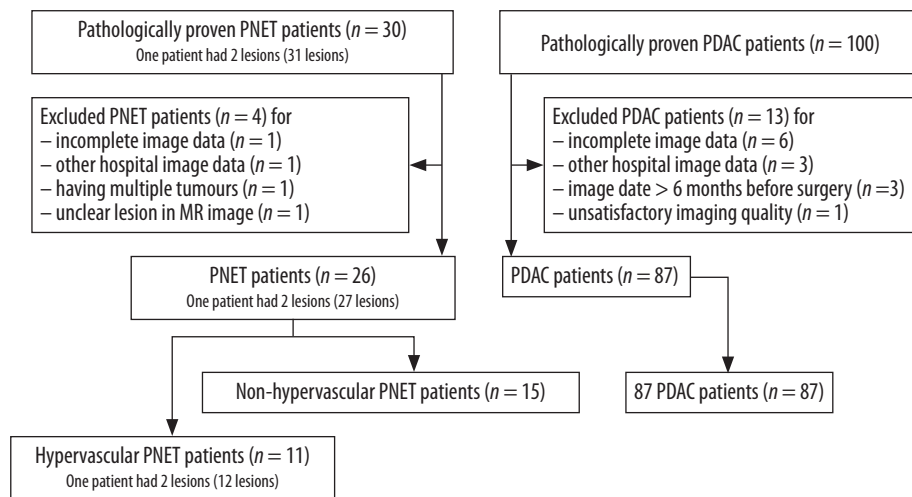 Pathologically proven PNET patients (n = 30)
One patient had 2 lesions (31 lesions)
Pathologically proven PDAC patients (n = 100)
Excluded PNET patients (n = 4) for
– incomplete image data (n = 1)
– other hospital image data (n = 1)
– having multiple tumours (n = 1)
– unclear lesion in MR image (n = 1)
Excluded PDAC patients (n = 13) for
– incomplete image data (n = 6)
– other hospital image data (n = 3)
– image date > 6 months before surgery (n =3)
– unsatisfactory imaging quality (n = 1)
PNET patients (n = 26)
One patient had 2 lesions (27 lesions)
PDAC patients (n = 87)
Non-hypervascular PNET patients (n = 15)
87 PDAC patients (n = 87)
Hypervascular PNET patients (n = 11)
One patient had 2 lesions (12 lesions)